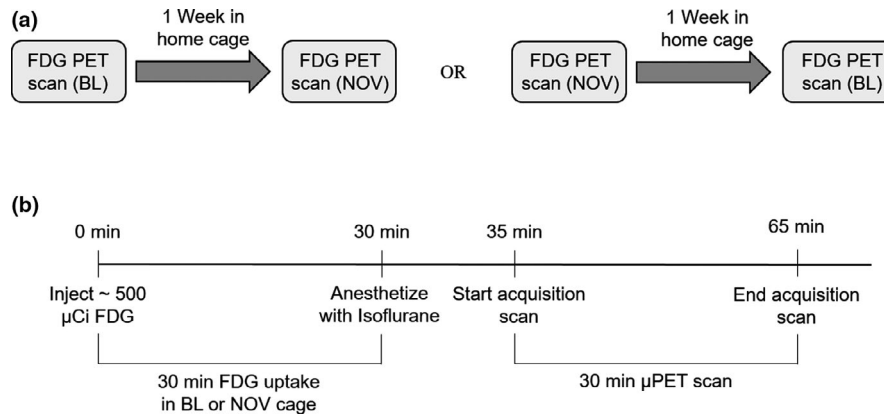 (a)
1 Week in
home cage
FDG PET
scan (BL)
FDG PET
scan (NOV)
OR
1 Week in
home cage
FDG PET
scan (NOV)
FDG PET
scan (BL)
(b)
0 min
30 min
35 min
65 min
Inject ~ 500
µCi FDG
Anesthetize
with Isoflurane
Start acquisition
scan
End acquisition
scan
30 min FDG uptake
in BL or NOV cage
30 min µPET scan